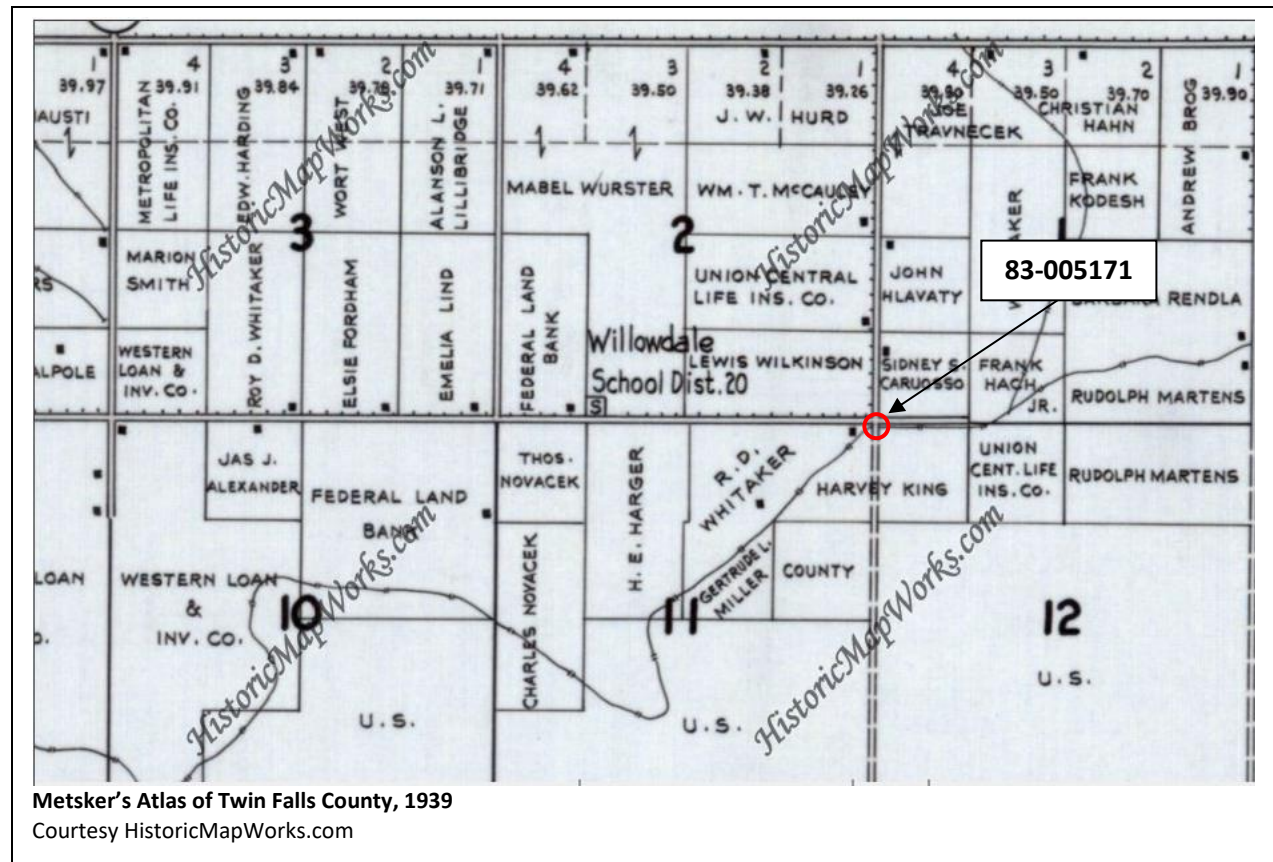 1
39.97
4
39.91
3
39.84
2
39.78
1
39.71
4
39.62
3
39.50
2
39.38
1
39.26
4
3
39.50
2
39.70
1
39.90
HAUSTI
METROPOLITAN
LIFE INS. CO.
EDW. HARDING
WORT WEST
ALANSON L.
LILLIBRIDGE
J. W. HURD
JOE
TRAVNECEK
CHRISTIAN
HAHN
ANDREW BROG
MABEL WURSTER
WM. T. McCAULEY
FRANK
KODESH
3
2
1
MARION
SMITH
ROY D. WHITAKER
ELSIE FORDHAM
EMELIA LIND
FEDERAL LAND
BANK
UNION CENTRAL
LIFE INS. CO.
JOHN
HLAVATY
83-005171
RENDLA
ALPOLE
WESTERN
LOAN &
INV. CO.
Willowdale
School Dist. 20
S
LEWIS WILKINSON
SIDNEY S.
CARUOSSO
FRANK
HACH
JR.
RUDOLPH MARTENS
JAS J.
ALEXANDER
FEDERAL LAND
BANK
THOS.
NOVACEK
H. E. HARGER
R. D.
WHITAKER
HARVEY KING
UNION
CENT. LIFE
INS. CO.
RUDOLPH MARTENS
LOAN
WESTERN LOAN
&
INV. CO.
10
CHARLES NOVACEK
11
GERTRUDE L.
MILLER
COUNTY
12
U.S.
U.S.
U.S.
HistoricMapWorks.com
HistoricMapWorks.com
HistoricMapWorks.com
HistoricMapWorks.com
HistoricMapWorks.com
Metsker's Atlas of Twin Falls County, 1939
Courtesy HistoricMapWorks.com